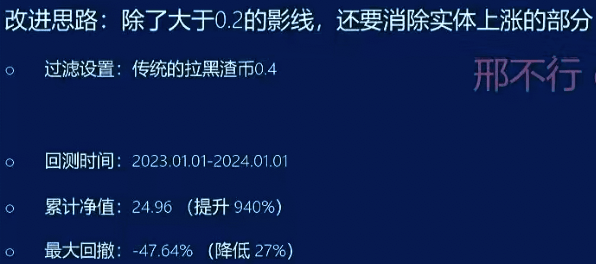 改进思路：除了大于0.2的影线，还要消除实体上涨的部分
○ 过滤设置：传统的拉黑渣币0.4
邢不行
○ 回测时间：2023.01.01-2024.01.01
○ 累计净值：24.96 （提升 940%）
○ 最大回撤：-47.64% （降低 27%）